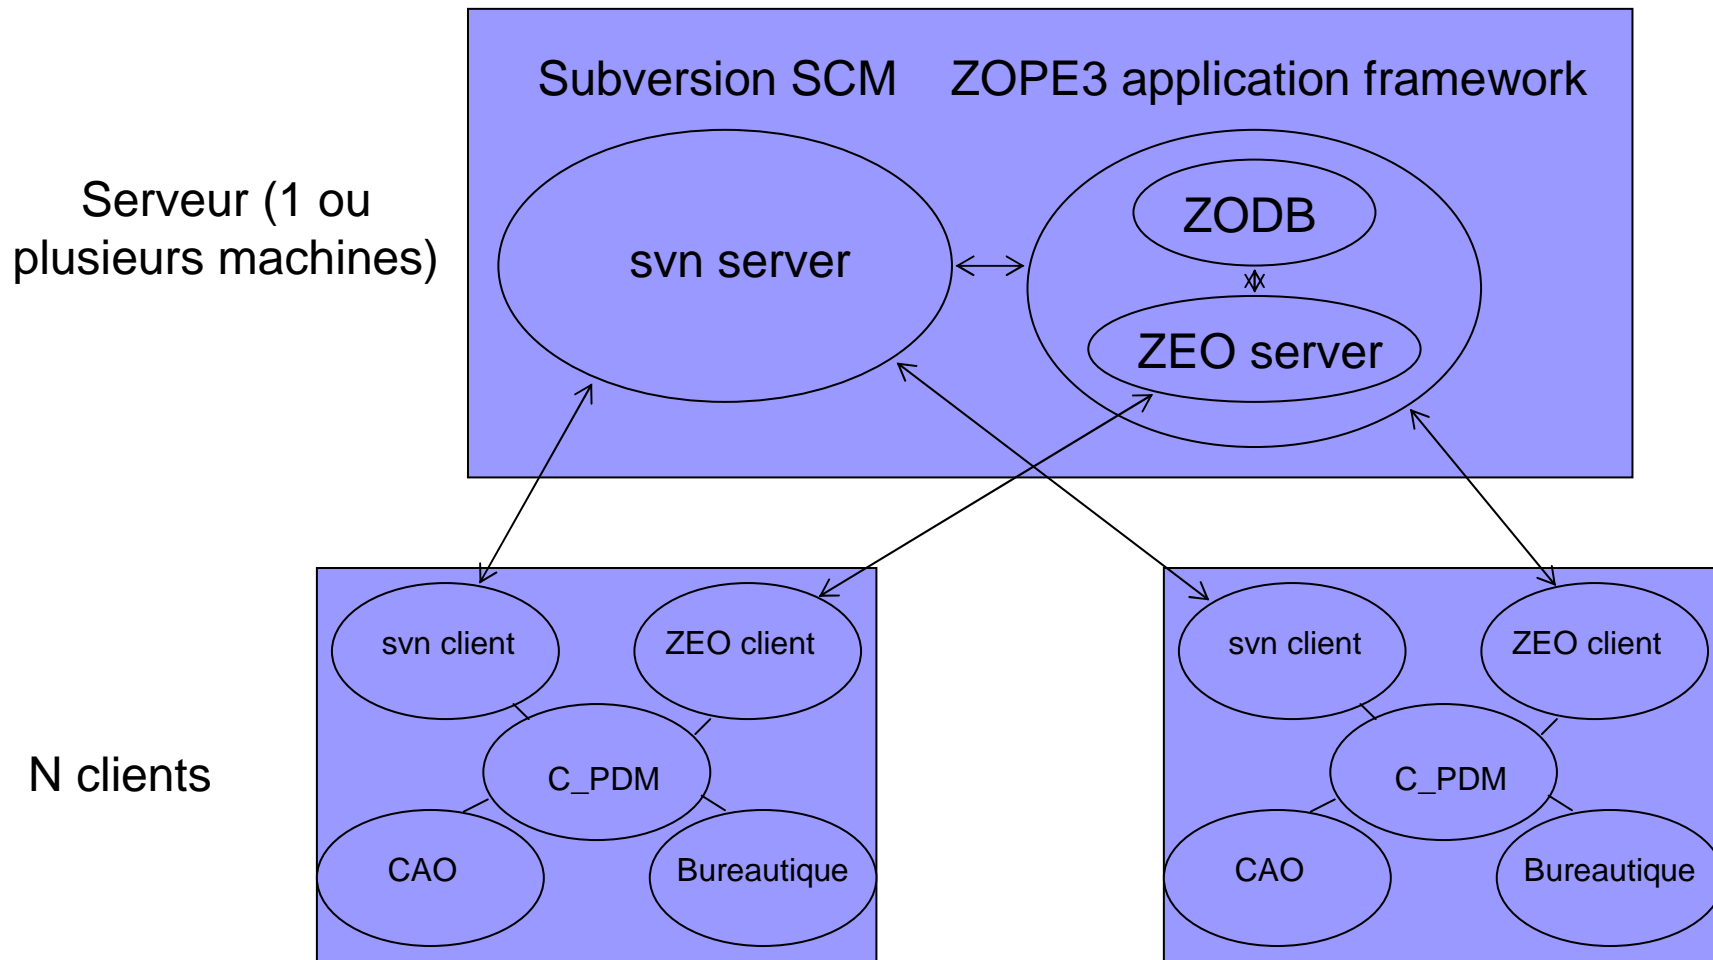 Subversion SCM ZOPE3 application framework
Serveur (1 ou
plusieurs machines)
svn server
ZODB
ZEO server
svn client
ZEO client
svn client
ZEO client
N clients
C_PDM
C_PDM
CAO
Bureautique
CAO
Bureautique